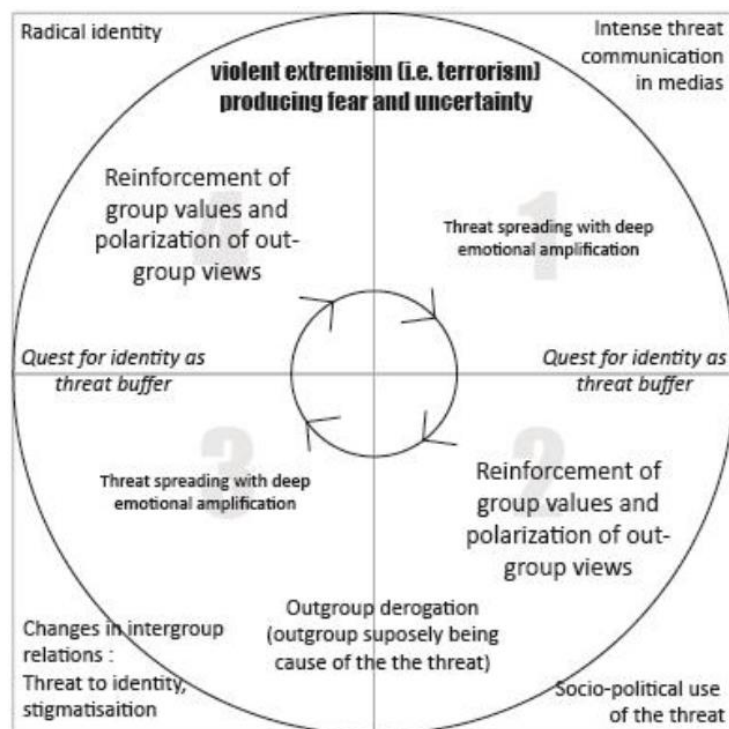 Radical identity
Intense threat
communication
in medias
violent extremism (i.e. terrorism)
producing fear and uncertainty
4
Reinforcement of
group values and
polarization of out-
group views
1
Threat spreading with deep
emotional amplification
Quest for identity as
threat buffer
Quest for identity as
threat buffer
3
Threat spreading with deep
emotional amplification
2
Reinforcement of
group values and
polarization of out-
group views
Outgroup derogation
(outgroup suposely being
cause of the the threat)
Changes in intergroup
relations :
Threat to identity,
stigmatisaition
Socio-political use
of the threat